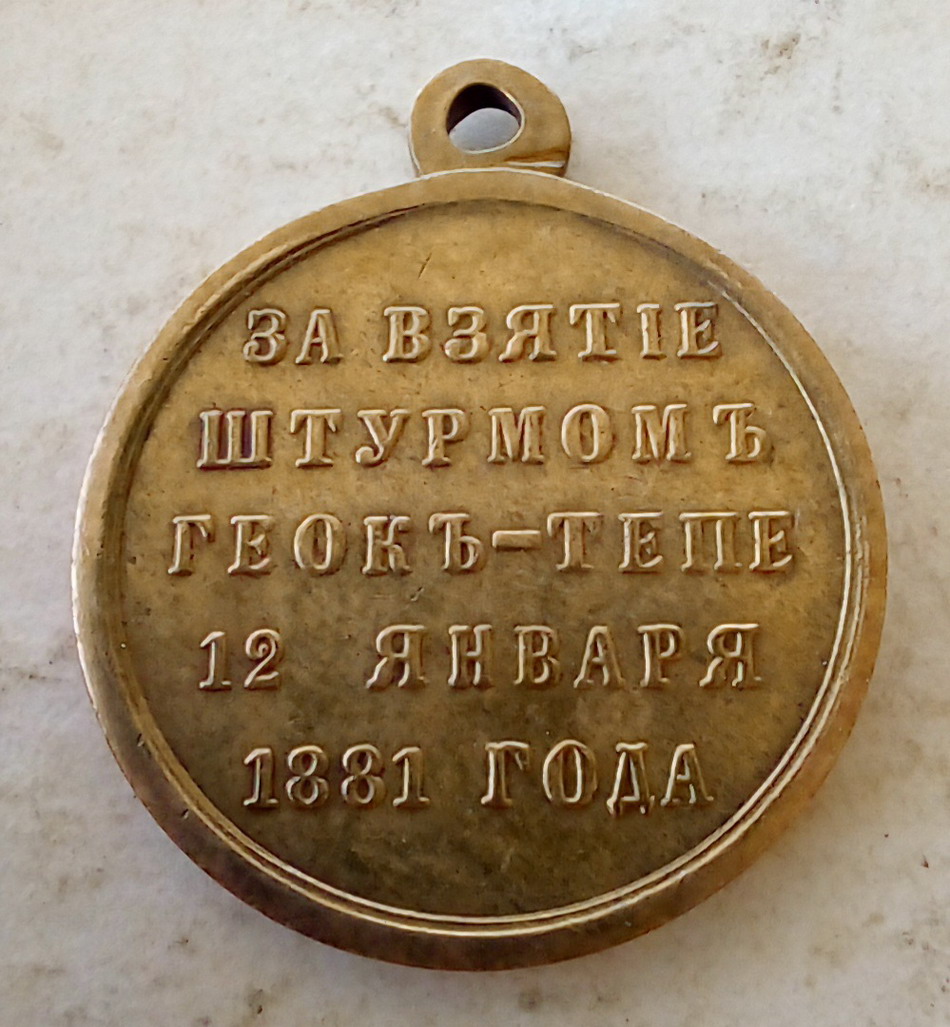 ЗА ВЗЯТІЕ
ШТУРМОМЪ
ГЕОКЪ-ТЕПЕ
12 ЯНВАРЯ
1881 ГОДА